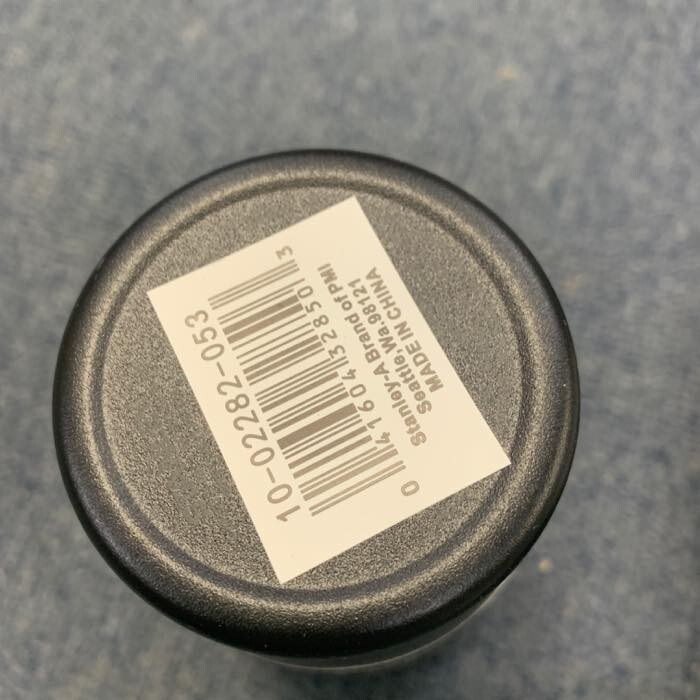 10-02282-053
0 41604 32850 3
Stanley-A Brand of PMI
Seattle,Wa.98121
MADE IN CHINA